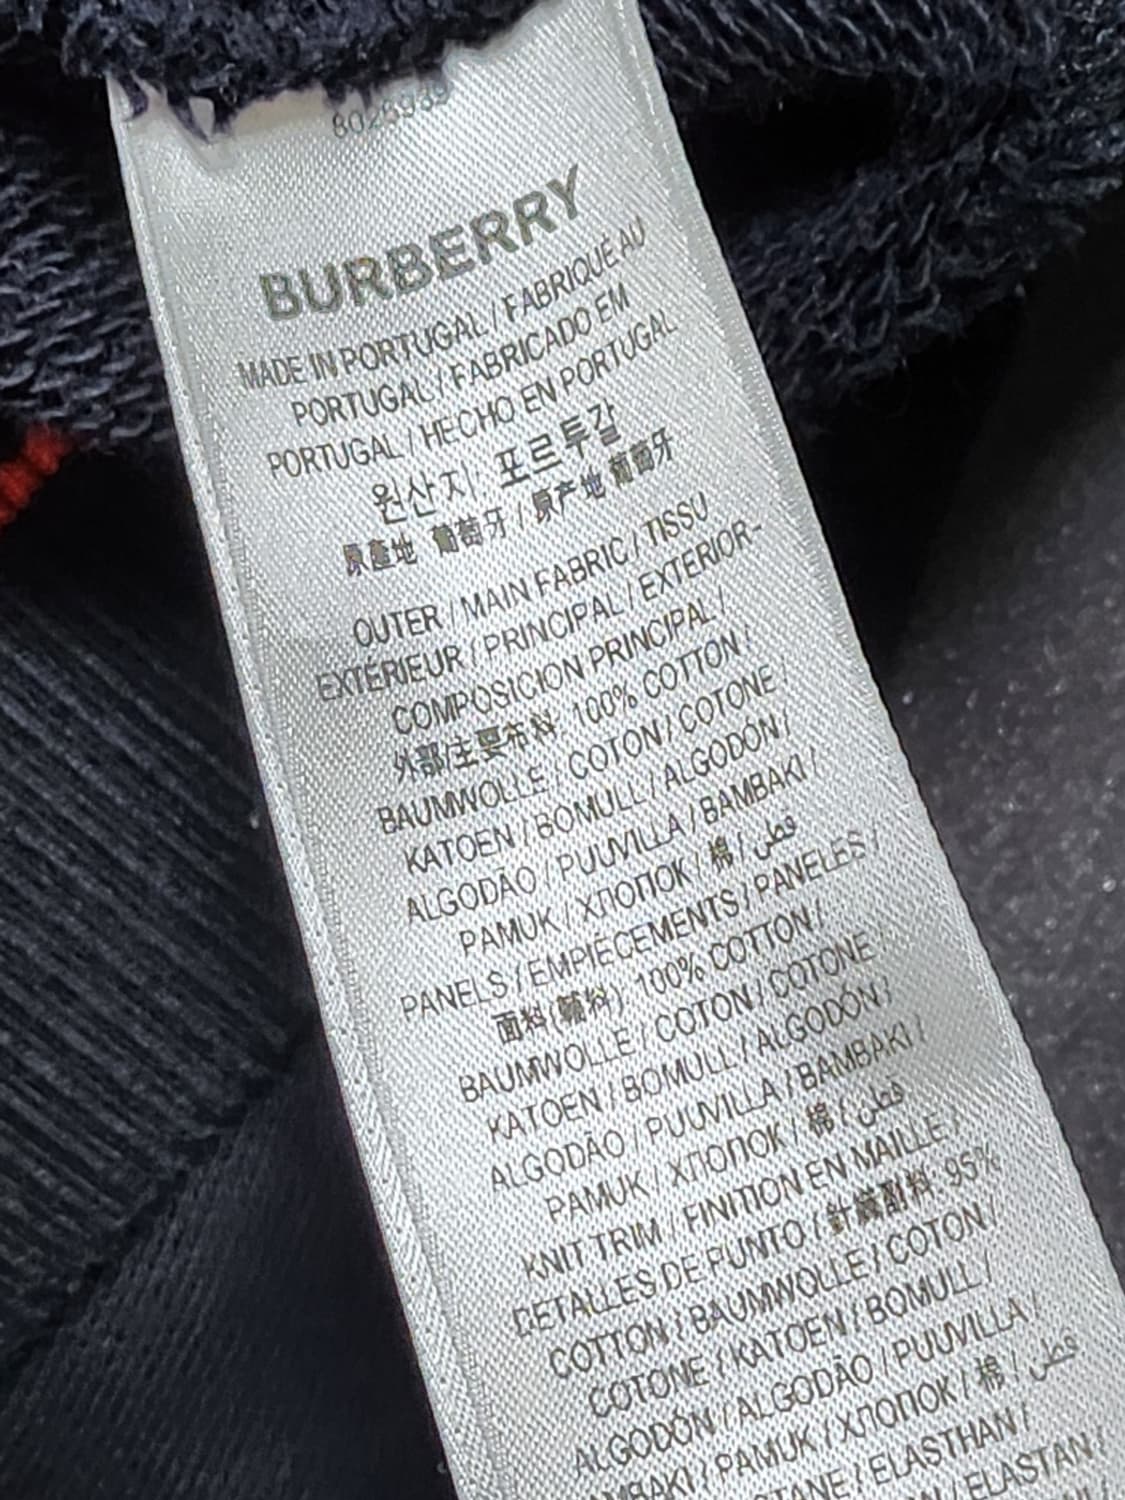 8026939
BURBERRY
MADE IN PORTUGAL / FABRIQUÉ AU
PORTUGAL / FABRICADO EM
PORTUGAL / HECHO EN PORTUGAL
원산지: 포르투갈
原產地 葡萄牙 / 原产地 葡萄牙
OUTER / MAIN FABRIC / TISSU
EXTÉRIEUR / PRINCIPAL / EXTERIOR-
COMPOSICION PRINCIPAL /
外部/主要布料: 100% COTTON /
BAUMWOLLE / COTON / COTONE /
KATOEN / BOMULL / ALGODÓN /
ALGODÃO / PUUVILLA / BAMBAKI /
PAMUK / ХЛОПОК / 棉 / قطن
PANELS / EMPIÈCEMENTS / PANELES /
面料(輔料) 100% COTTON /
BAUMWOLLE / COTON / COTONE /
KATOEN / BOMULL / ALGODÓN /
ALGODÃO / PUUVILLA / BAMBAKI /
PAMUK / ХЛОПОК / 棉 / قطن
KNIT TRIM / FINITION EN MAILLE /
DETALLES DE PUNTO / 針織副料: 95%
COTTON / BAUMWOLLE / COTON /
COTONE / KATOEN / BOMULL /
ALGODÓN / ALGODÃO / PUUVILLA /
PAMUK / ХЛОПОК / 棉 / قطن
ELASTHAN /
ELASTAN /